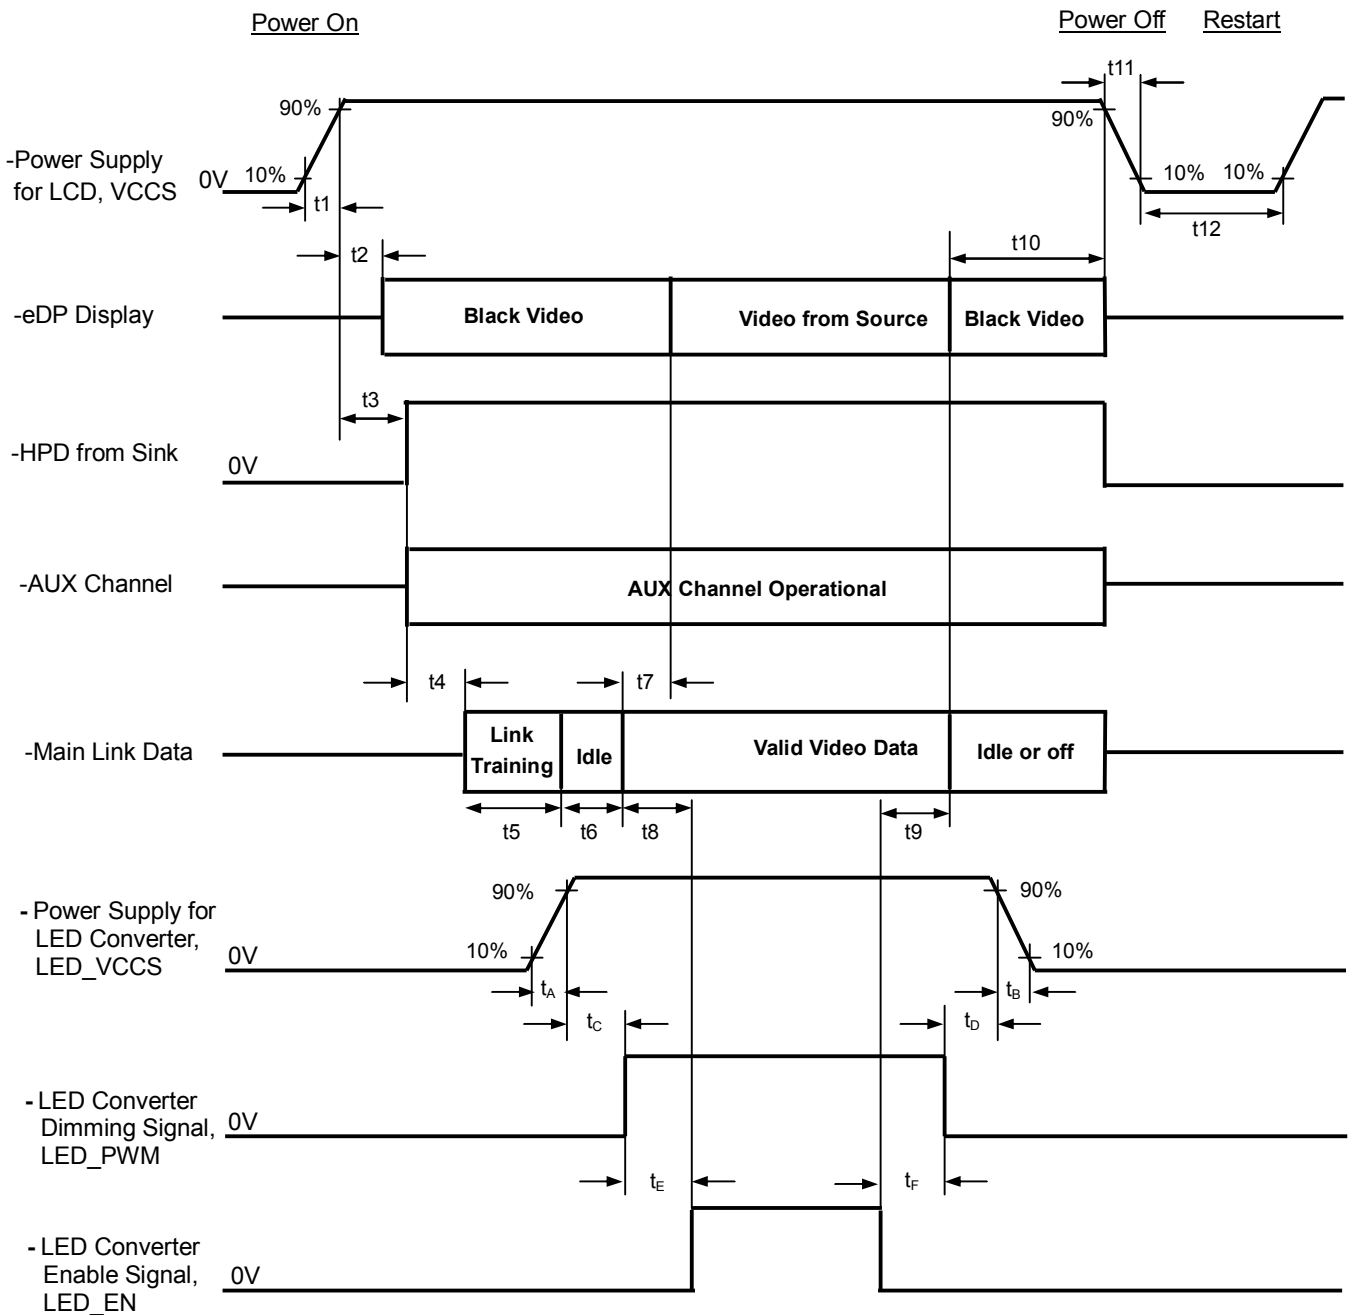 Power On
Power Off
Restart
t11
90%
90%
-Power Supply
for LCD, VCCS
0V
10%
10%
10%
t1
t12
t2
t10
-eDP Display
Black Video
Video from Source
Black Video
t3
-HPD from Sink
0V
-AUX Channel
AUX Channel Operational
t4
t7
-Main Link Data
Link
Training
Idle
Valid Video Data
Idle or off
t5
t6
t8
t9
90%
90%
- Power Supply for
LED Converter,
LED_VCCS
0V
10%
10%
tA
tB
tC
tD
- LED Converter
Dimming Signal,
LED_PWM
0V
tE
tF
- LED Converter
Enable Signal,
LED_EN
0V